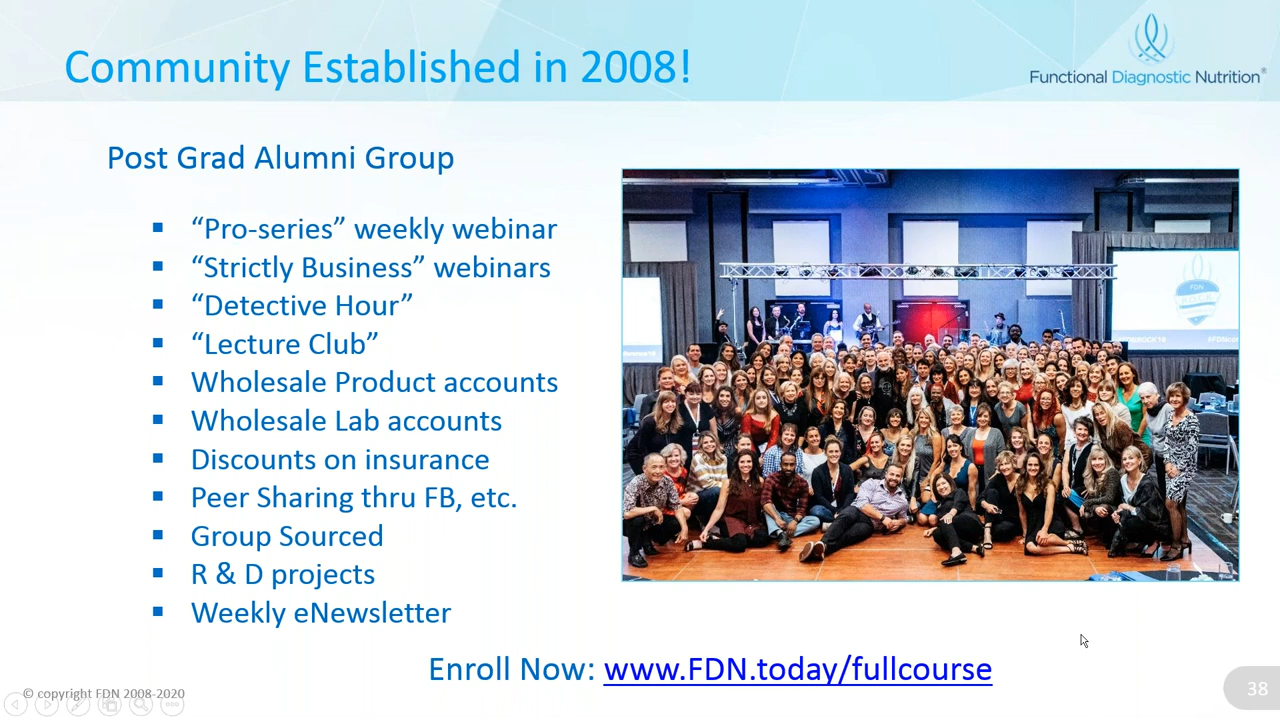 Community Established in 2008!
Functional Diagnostic Nutrition®
Post Grad Alumni Group
▪ “Pro-series” weekly webinar
▪ “Strictly Business” webinars
▪ “Detective Hour”
▪ “Lecture Club”
▪ Wholesale Product accounts
▪ Wholesale Lab accounts
▪ Discounts on insurance
▪ Peer Sharing thru FB, etc.
▪ Group Sourced
▪ R & D projects
▪ Weekly eNewsletter
FDN
Enroll Now: www.FDN.today/fullcourse
© copyright FDN 2008-2020
38